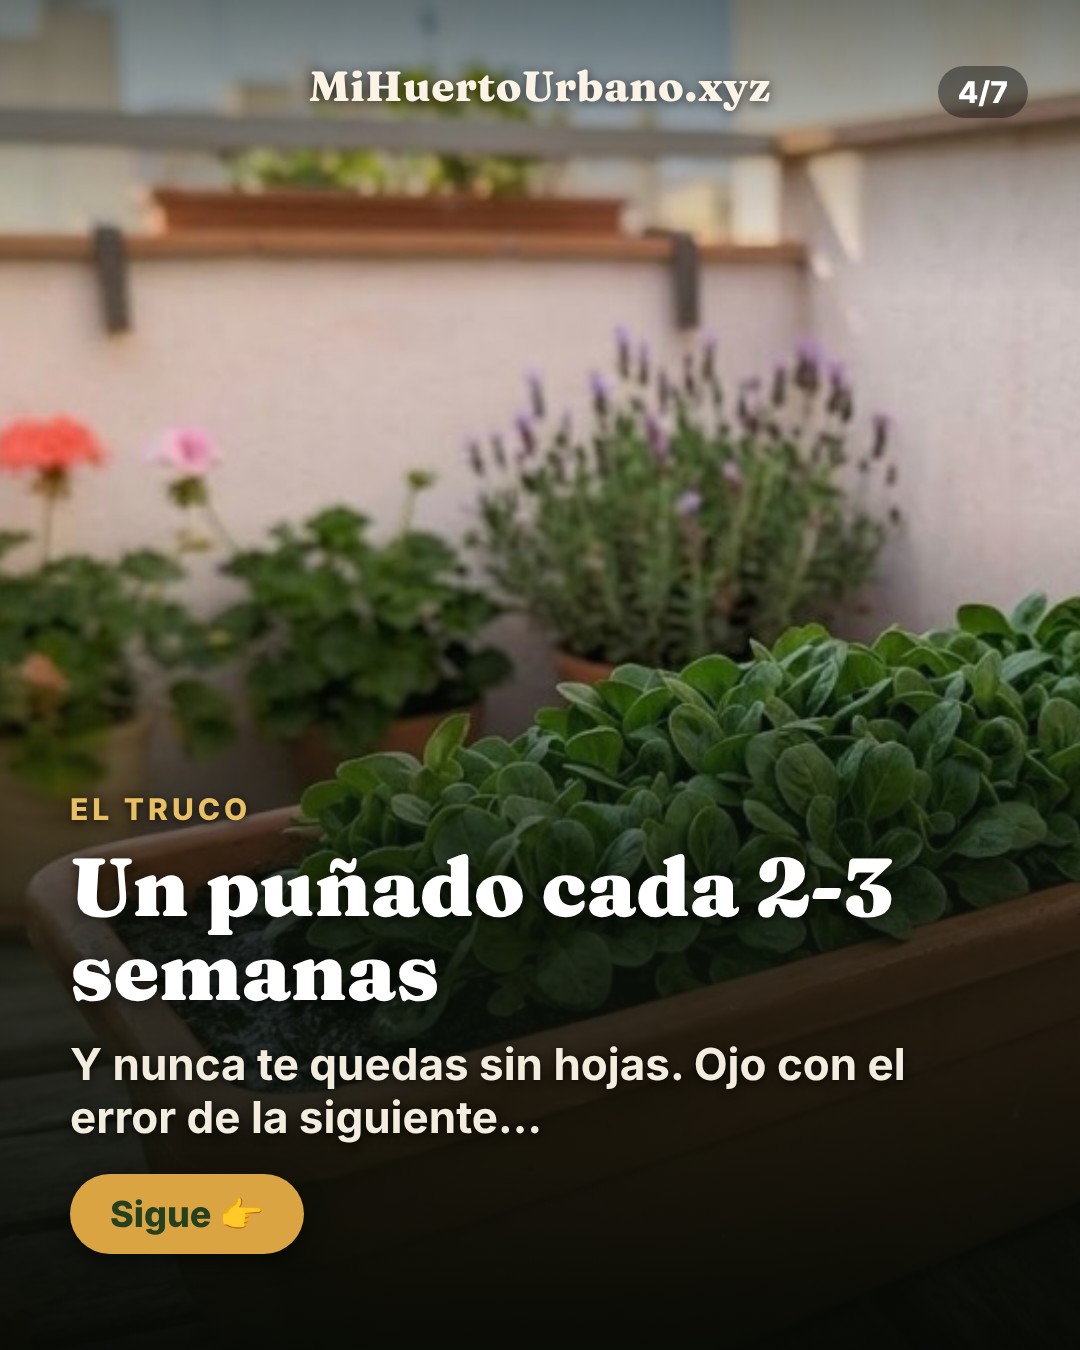 MiHuertoUrbano.xyz
4/7
EL TRUCO
Un puñado cada 2-3
semanas
Y nunca te quedas sin hojas. Ojo con el
error de la siguiente...
Sigue 👉